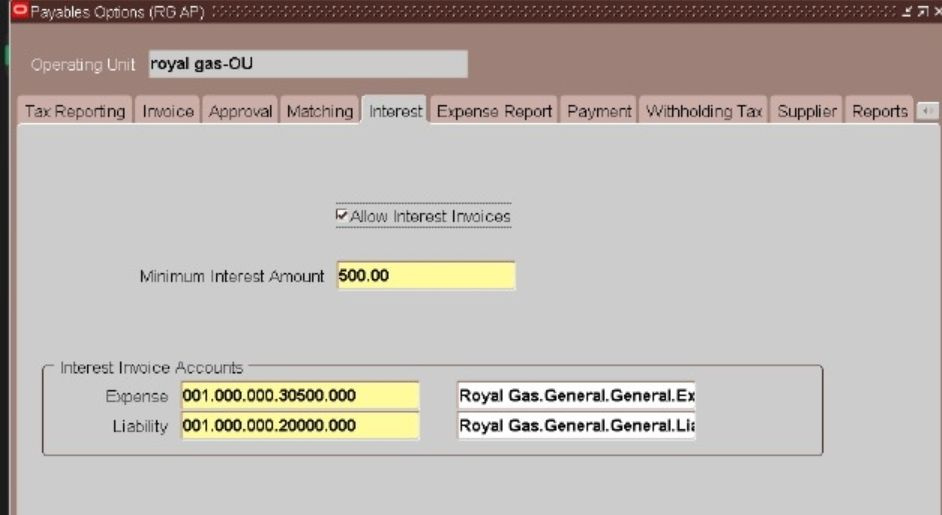 Payables Options (RG AP)
Operating Unit royal gas-OU
Tax Reporting Invoice Approval Matching Interest Expense Report Payment Withholding Tax Supplier Reports
Allow Interest Invoices
Minimum Interest Amount 500.00
Interest Invoice Accounts
Expense 001.000.000.30500.000 Royal Gas.General.General.Ex
Liability 001.000.000.20000.000 Royal Gas.General.General.Lia